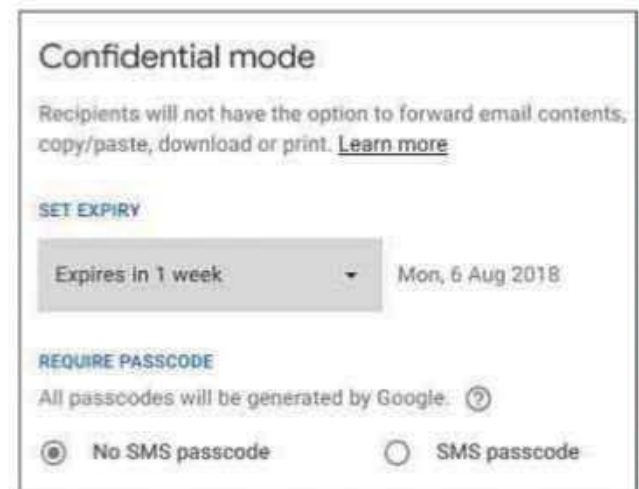 Confidential mode
Recipients will not have the option to forward email contents,
copy/paste, download or print. Learn more
SET EXPIRY
Expires in 1 week Mon, 6 Aug 2018
REQUIRE PASSCODE
All passcodes will be generated by Google. ?
No SMS passcode SMS passcode